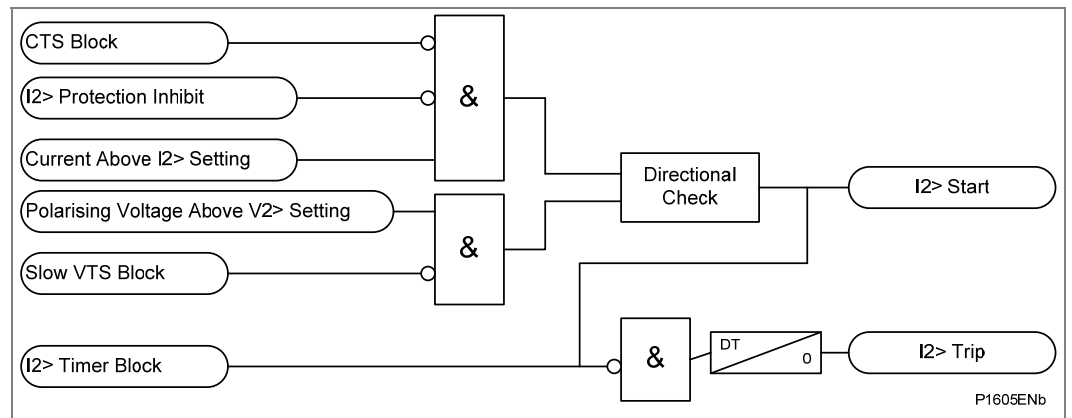 CTS Block
I2> Protection Inhibit
&
Current Above I2> Setting
Directional
Check
I2> Start
Polarising Voltage Above V2> Setting
&
Slow VTS Block
I2> Timer Block
&
DT
0
I2> Trip
P1605ENb